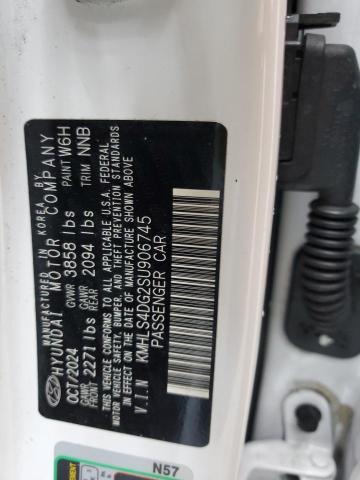 MANUFACTURED IN KOREA BY
HYUNDAI MOTOR COMPANY
OCT/2024 GVWR 3858 lbs PAINT W6H
GAWR FRONT 2271 lbs GAWR REAR 2094 lbs TRIM NNB
THIS VEHICLE CONFORMS TO ALL APPLICABLE U.S.A. FEDERAL
MOTOR VEHICLE SAFETY, BUMPER, AND THEFT PREVENTION STANDARDS
IN EFFECT ON THE DATE OF MANUFACTURE SHOWN ABOVE.
V.I.N KMHLS4DG2SU906745
PASSENGER CAR
N57